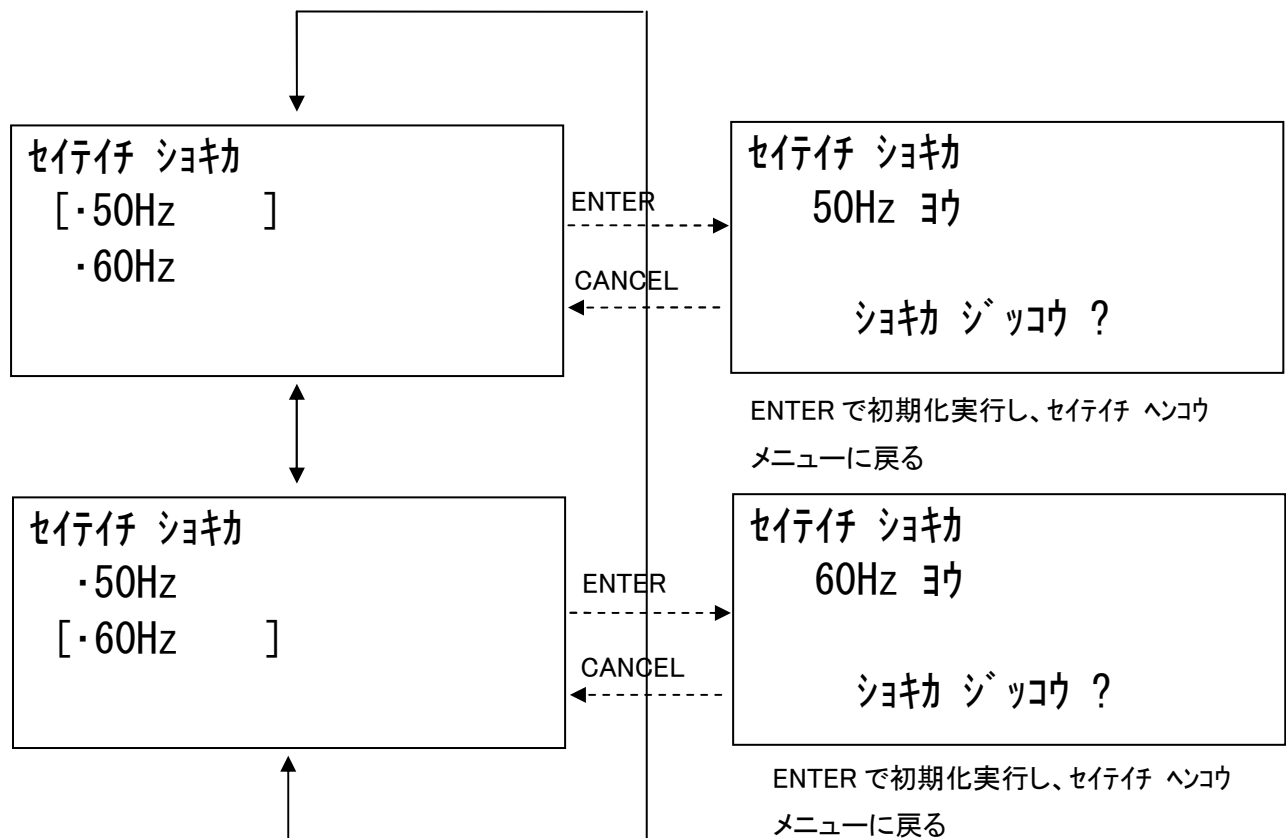 ｾｲﾃｲﾁ ｼｮｷｶ
[･50Hz ]
･60Hz
ENTER
CANCEL
ｾｲﾃｲﾁ ｼｮｷｶ
50Hz ﾖｳ
ｼｮｷｶ ｼﾞｯｺｳ ?
ENTER で初期化実行し、ｾｲﾃｲﾁ ﾍﾝｺｳ
メニューに戻る
ｾｲﾃｲﾁ ｼｮｷｶ
･50Hz
[･60Hz ]
ENTER
CANCEL
ｾｲﾃｲﾁ ｼｮｷｶ
60Hz ﾖｳ
ｼｮｷｶ ｼﾞｯｺｳ ?
ENTER で初期化実行し、ｾｲﾃｲﾁ ﾍﾝｺｳ
メニューに戻る